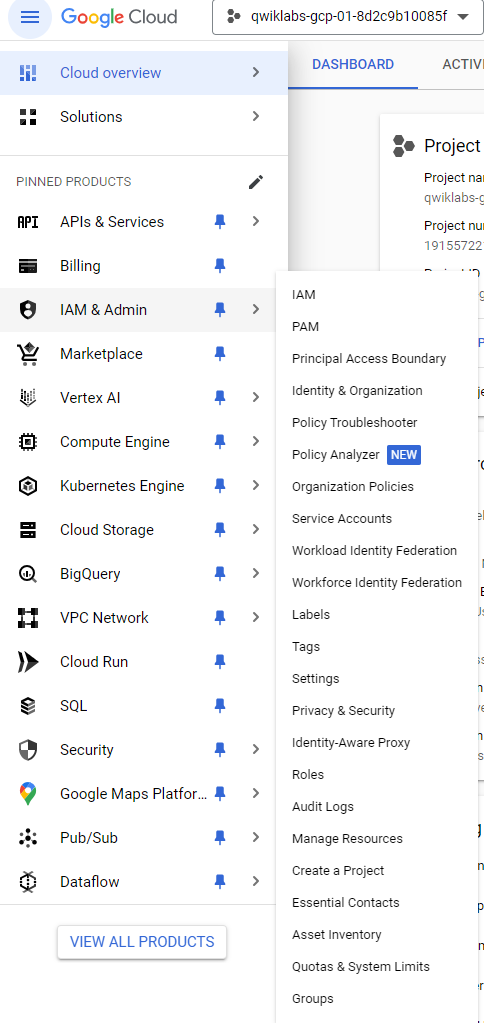 Google Cloud
qwiklabs-gcp-01-8d2c9b10085f
Cloud overview
Solutions
PINNED PRODUCTS
API APIs & Services
Billing
IAM & Admin
Marketplace
Vertex AI
Compute Engine
Kubernetes Engine
Cloud Storage
BigQuery
VPC Network
Cloud Run
SQL
Security
Google Maps Platfor...
Pub/Sub
Dataflow
VIEW ALL PRODUCTS
IAM
PAM
Principal Access Boundary
Identity & Organization
Policy Troubleshooter
Policy Analyzer NEW
Organization Policies
Service Accounts
Workload Identity Federation
Workforce Identity Federation
Labels
Tags
Settings
Privacy & Security
Identity-Aware Proxy
Roles
Audit Logs
Manage Resources
Create a Project
Essential Contacts
Asset Inventory
Quotas & System Limits
Groups
DASHBOARD
ACTIV
Project
Project na
qwiklabs-g
Project nu
19155722